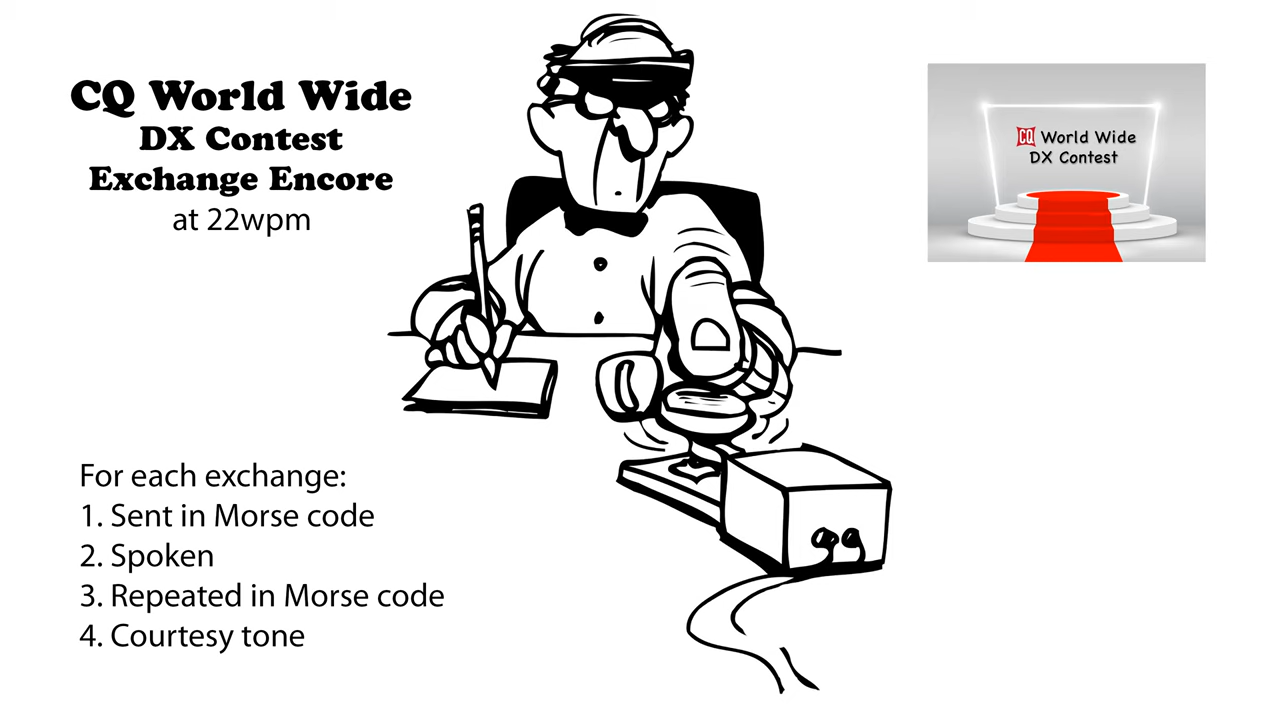 CQ World Wide
DX Contest
Exchange Encore
at 22wpm
CQ World Wide
DX Contest
For each exchange:
1. Sent in Morse code
2. Spoken
3. Repeated in Morse code
4. Courtesy tone